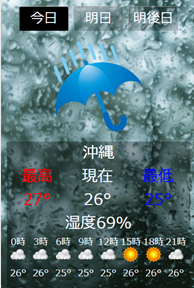 今日 明日 明後日
沖縄
最高 現在 最低
27° 26° 25°
湿度69%
0時 3時 6時 9時 12時 15時 18時 21時
26° 26° 25° 25° 26° 26° 26° 26°